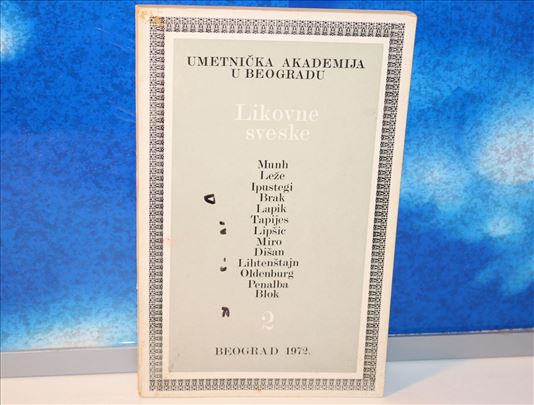 UMETNIČKA AKADEMIJA
U BEOGRADU
Likovne
sveske
Munh
Leže
Ipustegi
Brak
Lapik
Tapijes
Lipšic
Miro
Dišan
Lihtenštajn
Oldenburg
Penalba
Blok
2
BEOGRAD 1972.